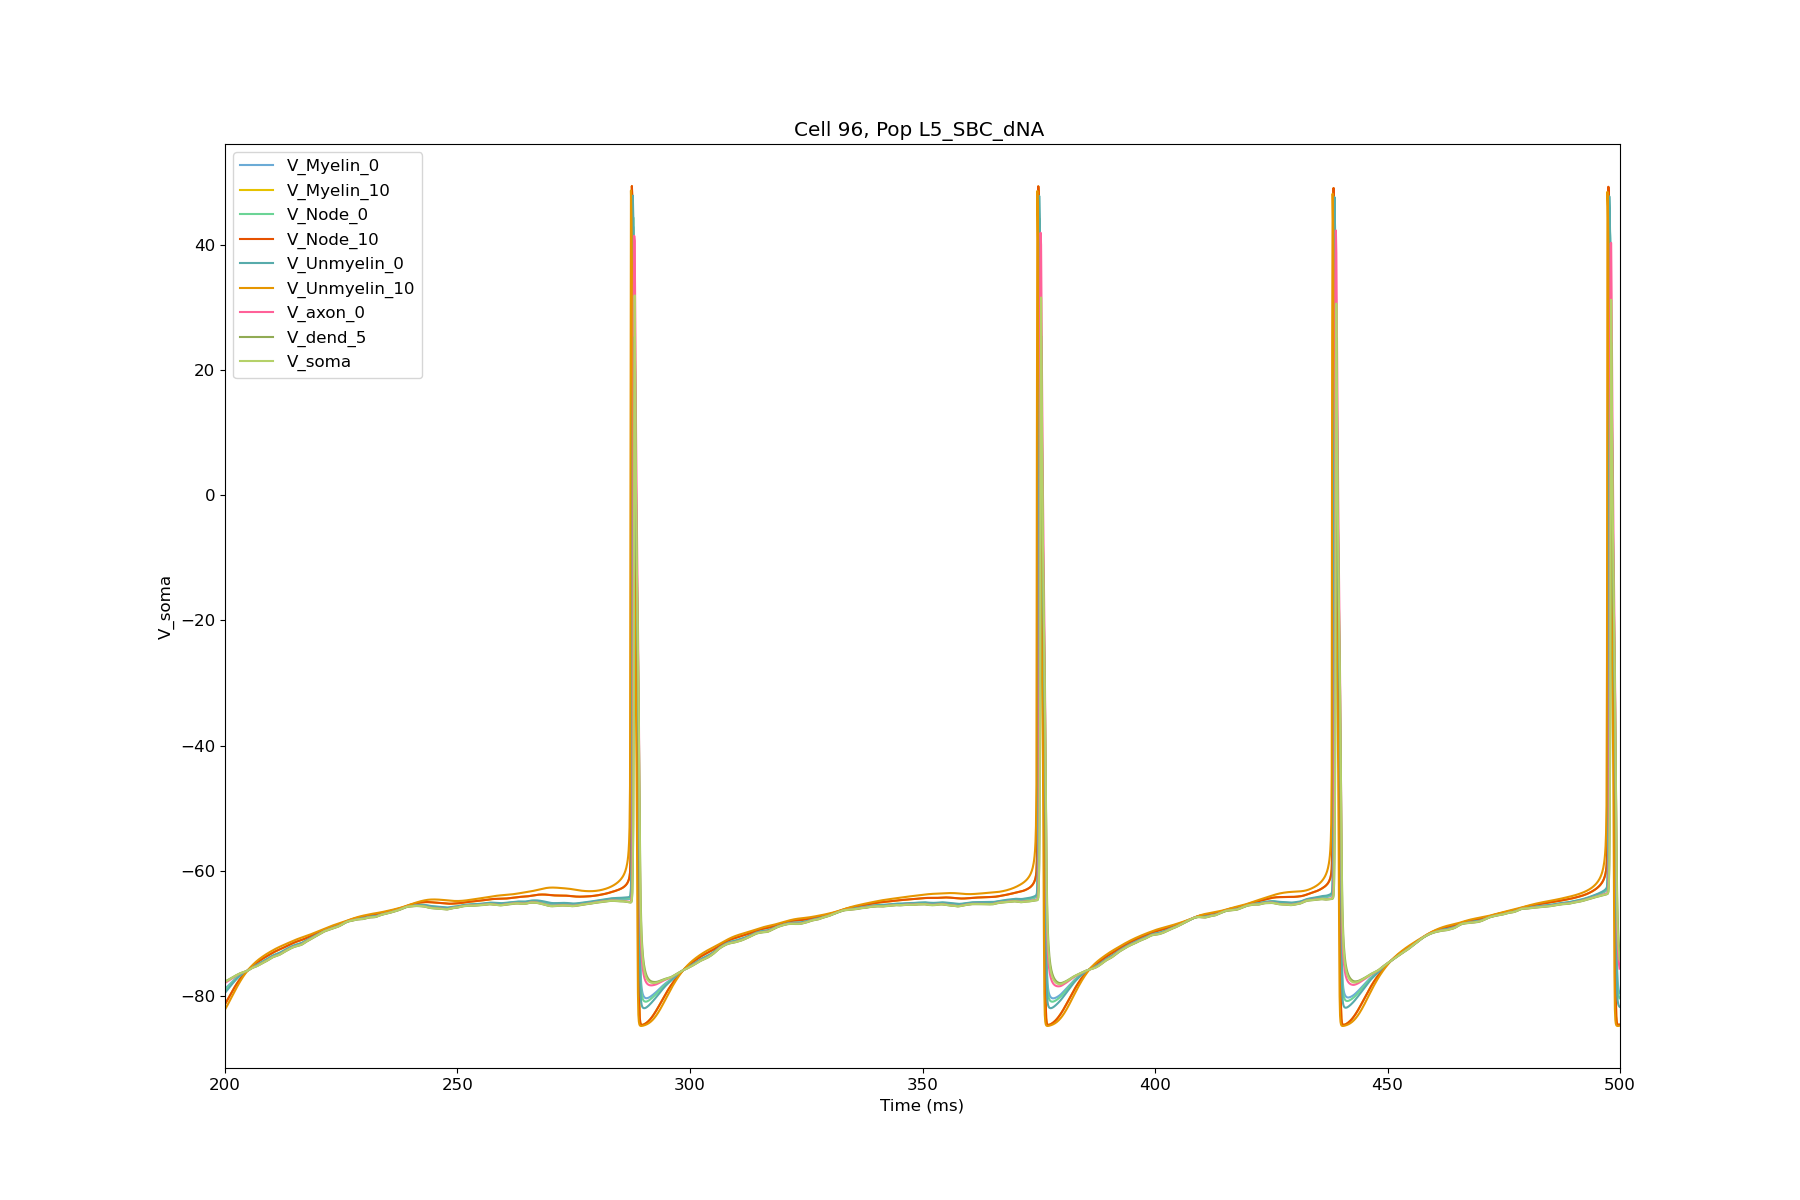 Cell 96, Pop L5_SBC_dNA
V_Myelin_0
V_Myelin_10
V_Node_0
V_Node_10
V_Unmyelin_0
V_Unmyelin_10
V_axon_0
V_dend_5
V_soma
40
20
0
−20
−40
−60
−80
V_soma
200 250 300 350 400 450 500
Time (ms)